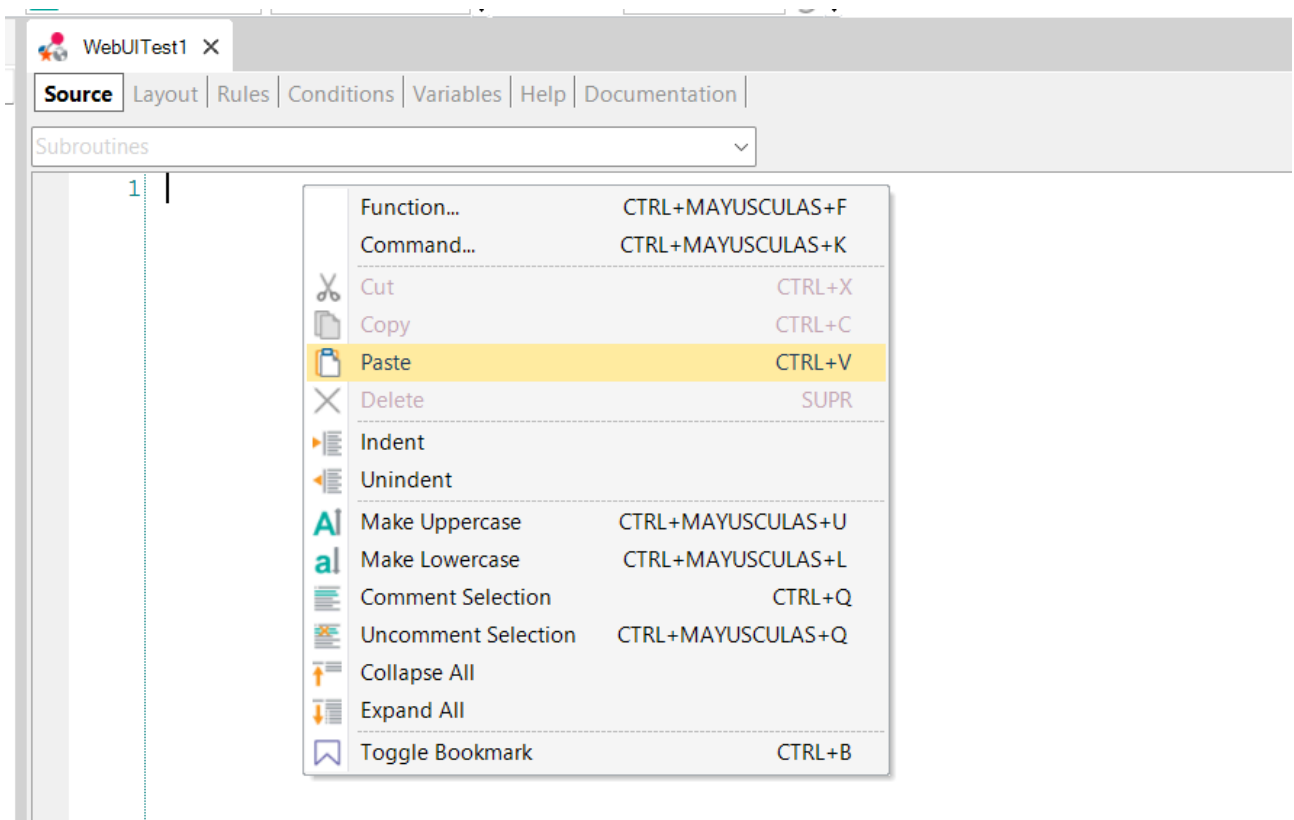 WebUITest1
Source Layout Rules Conditions Variables Help Documentation
Subroutines
1
Function... CTRL+MAYUSCULAS+F
Command... CTRL+MAYUSCULAS+K
Cut CTRL+X
Copy CTRL+C
Paste CTRL+V
Delete SUPR
Indent
Unindent
Make Uppercase CTRL+MAYUSCULAS+U
Make Lowercase CTRL+MAYUSCULAS+L
Comment Selection CTRL+Q
Uncomment Selection CTRL+MAYUSCULAS+Q
Collapse All
Expand All
Toggle Bookmark CTRL+B